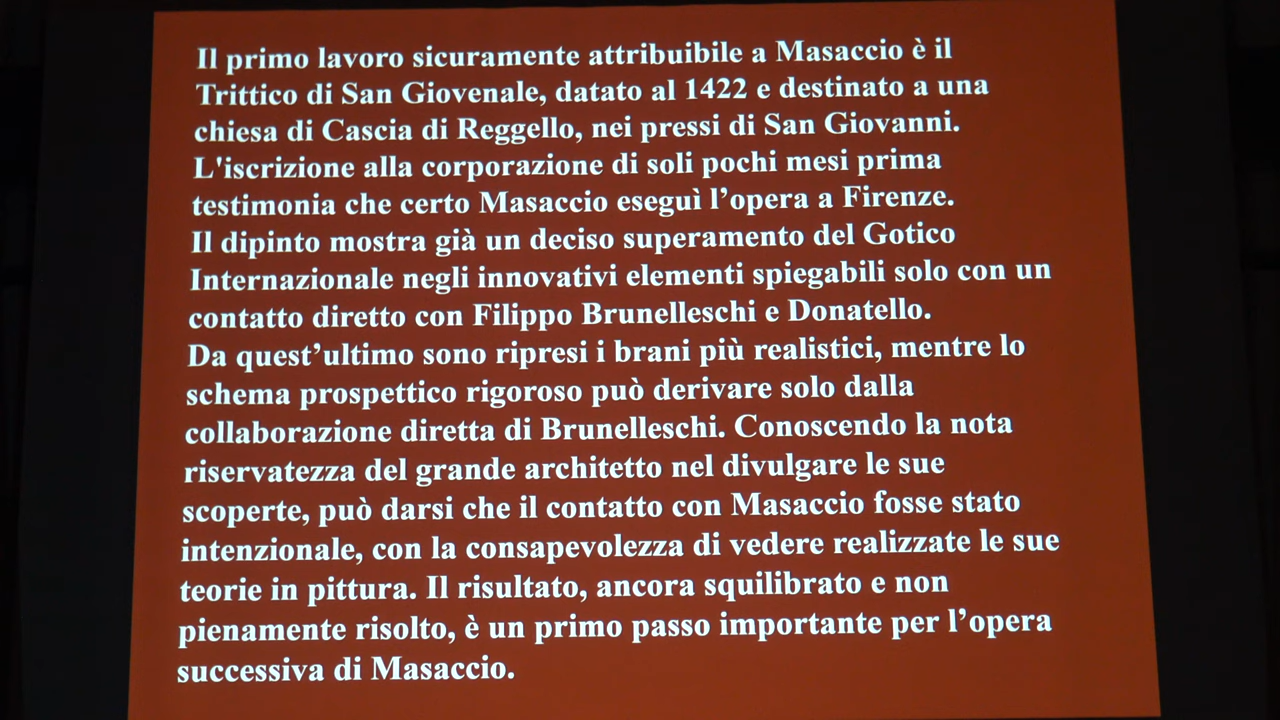 Il primo lavoro sicuramente attribuibile a Masaccio è il
Trittico di San Giovenale, datato al 1422 e destinato a una
chiesa di Cascia di Reggello, nei pressi di San Giovanni.
L'iscrizione alla corporazione di soli pochi mesi prima
testimonia che certo Masaccio eseguì l’opera a Firenze.
Il dipinto mostra già un deciso superamento del Gotico
Internazionale negli innovativi elementi spiegabili solo con un
contatto diretto con Filippo Brunelleschi e Donatello.
Da quest’ultimo sono ripresi i brani più realistici, mentre lo
schema prospettico rigoroso può derivare solo dalla
collaborazione diretta di Brunelleschi. Conoscendo la nota
riservatezza del grande architetto nel divulgare le sue
scoperte, può darsi che il contatto con Masaccio fosse stato
intenzionale, con la consapevolezza di vedere realizzate le sue
teorie in pittura. Il risultato, ancora squilibrato e non
pienamente risolto, è un primo passo importante per l’opera
successiva di Masaccio.